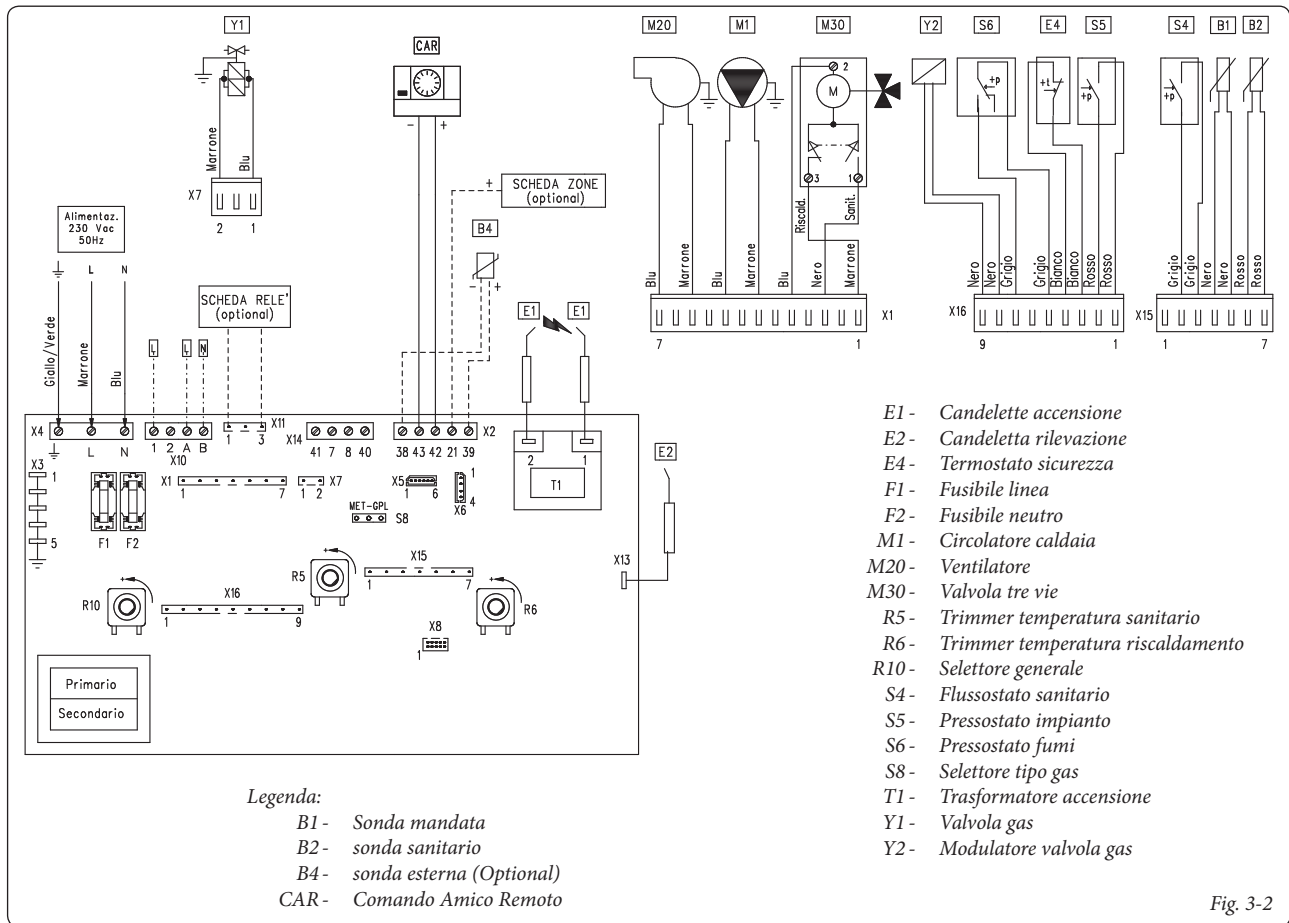 Y1
CAR
M20 M1 M30 Y2 S6 E4 S5 S4 B1 B2
Marrone
Blu
X7
2 1
Alimentaz.
230 Vac
50Hz
L N
Giallo/Verde
Marrone
Blu
L A N
SCHEDA RELE'
(optional)
- +
+ SCHEDA ZONE
(optional)
B4
- +
E1 E1
2
M
3 1
Riscald.
Sanit.
+p
+t
+p
+p
Blu
Marrone
Blu
Marrone
Blu
Nero
Marrone
X1
7 1
Nero
Nero
Grigio
Grigio
Bianco
Bianco
Rosso
Rosso
X16
9 1
Grigio
Grigio
Nero
Nero
Rosso
Rosso
X15
1 7
X4
L N
1 2 A B
X10
1 3 X11
X14
41 7 8 40
38 43 42 21 39
X2
2 1
T1
E2
X3 1
5
F1 F2
X1
1 7
X7
1 2
X5
1 6
1
4
X6
MET-GPL
S8
X13
R5 +
X15
1 7
R10 +
X16
1 9
R6 +
X8
1
Primario
Secondario
E1 - Candelette accensione
E2 - Candeletta rilevazione
E4 - Termostato sicurezza
F1 - Fusibile linea
F2 - Fusibile neutro
M1 - Circolatore caldaia
M20 - Ventilatore
M30 - Valvola tre vie
R5 - Trimmer temperatura sanitario
R6 - Trimmer temperatura riscaldamento
R10 - Selettore generale
S4 - Flussostato sanitario
S5 - Pressostato impianto
S6 - Pressostato fumi
S8 - Selettore tipo gas
T1 - Trasformatore accensione
Y1 - Valvola gas
Y2 - Modulatore valvola gas
Legenda:
B1 - Sonda mandata
B2 - sonda sanitario
B4 - sonda esterna (Optional)
CAR - Comando Amico Remoto
Fig. 3-2